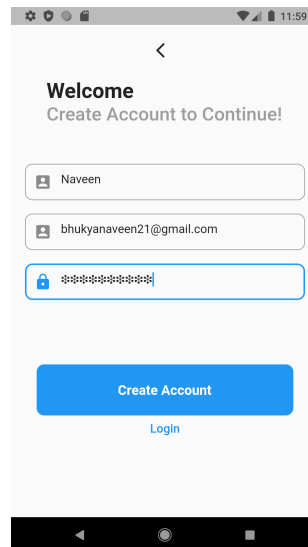 11:59
Welcome
Create Account to Continue!
Naveen
bhukyanaveen21@gmail.com
❉❉❉❉❉❉❉❉❉❉
Create Account
Login